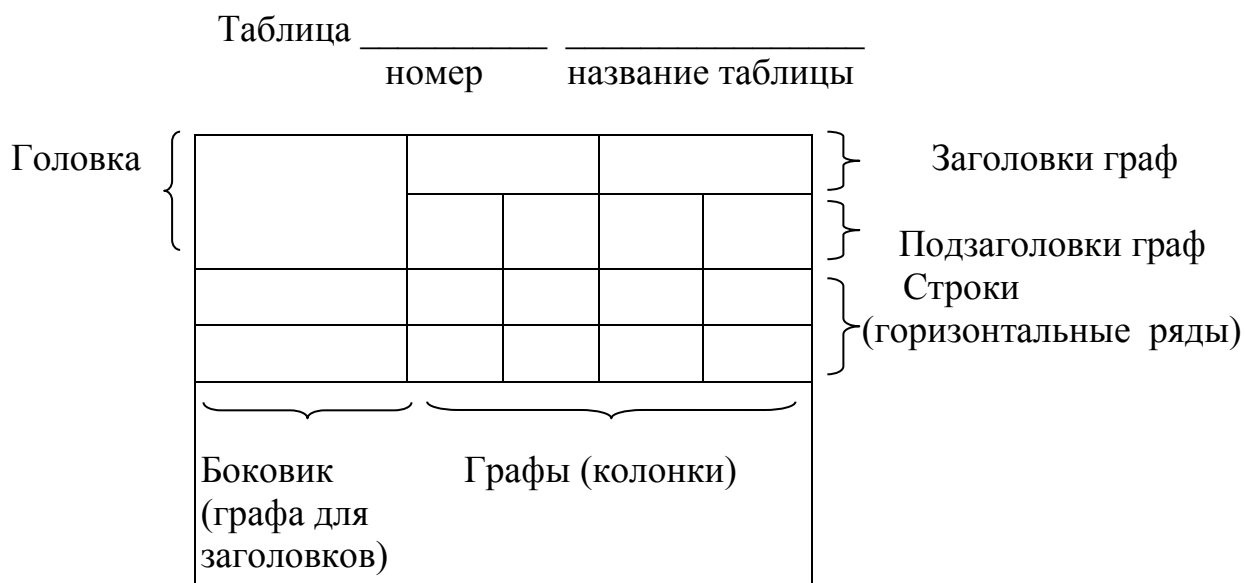 Таблица __________ ________________
номер название таблицы
Головка
Заголовки граф
Подзаголовки граф
Строки
(горизонтальные ряды)
Боковик
(графа для
заголовков)
Графы (колонки)